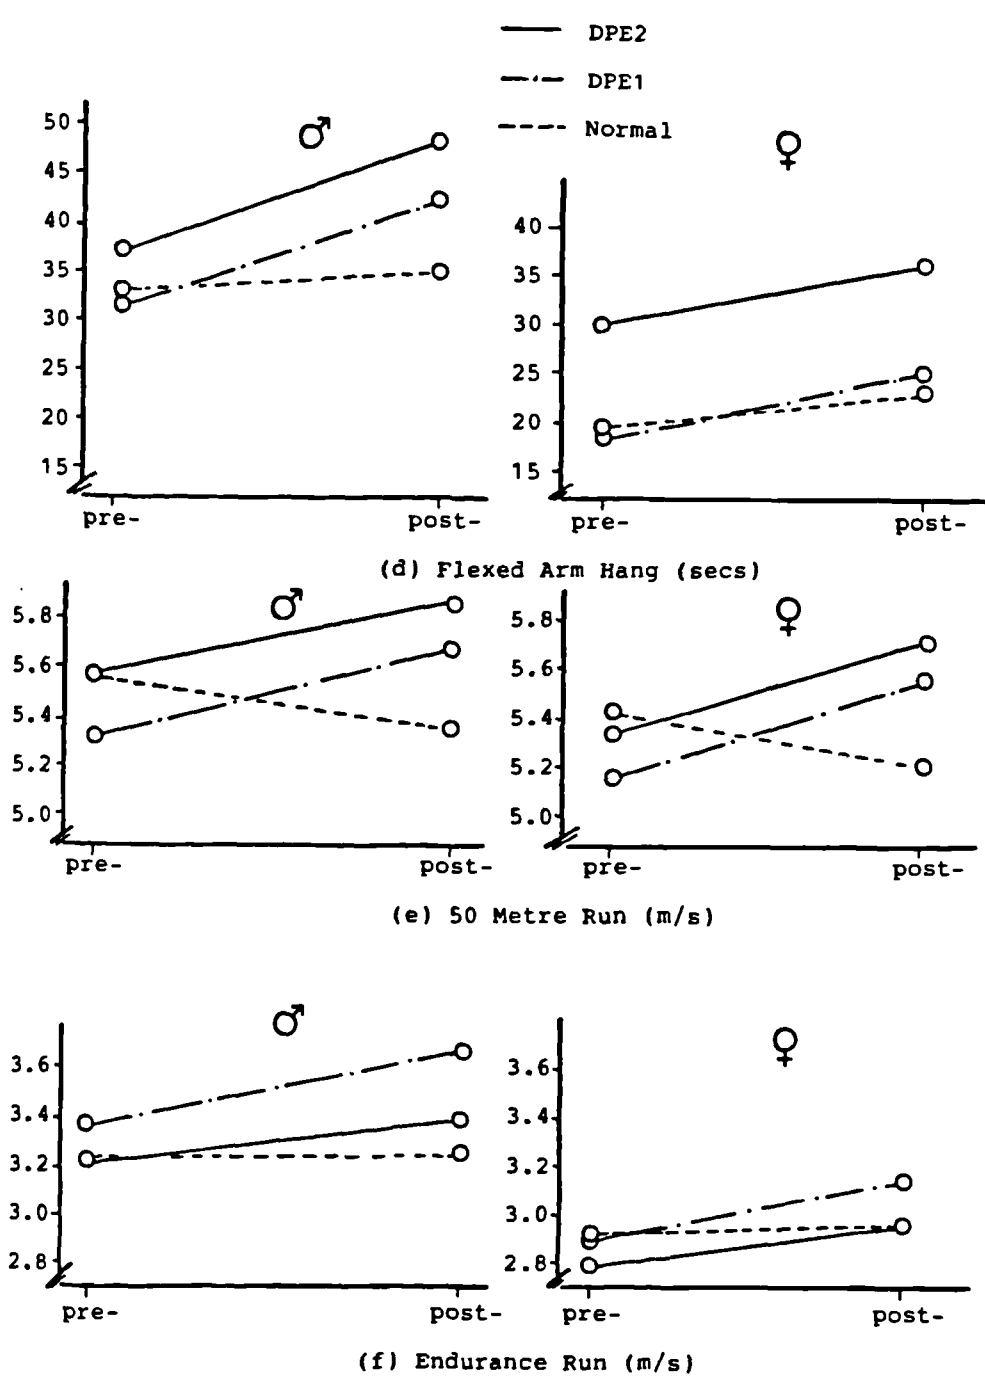 DPE2
DPE1
Normal
♂
♀
50
45
40
35
30
25
20
15
pre-
post-
40
35
30
25
20
15
pre-
post-
(d) Flexed Arm Hang (secs)
♂
♀
5.8
5.6
5.4
5.2
5.0
pre-
post-
5.8
5.6
5.4
5.2
5.0
pre-
post-
(e) 50 Metre Run (m/s)
♂
♀
3.6
3.4
3.2
3.0
2.8
pre-
post-
3.6
3.4
3.2
3.0
2.8
pre-
post-
(f) Endurance Run (m/s)